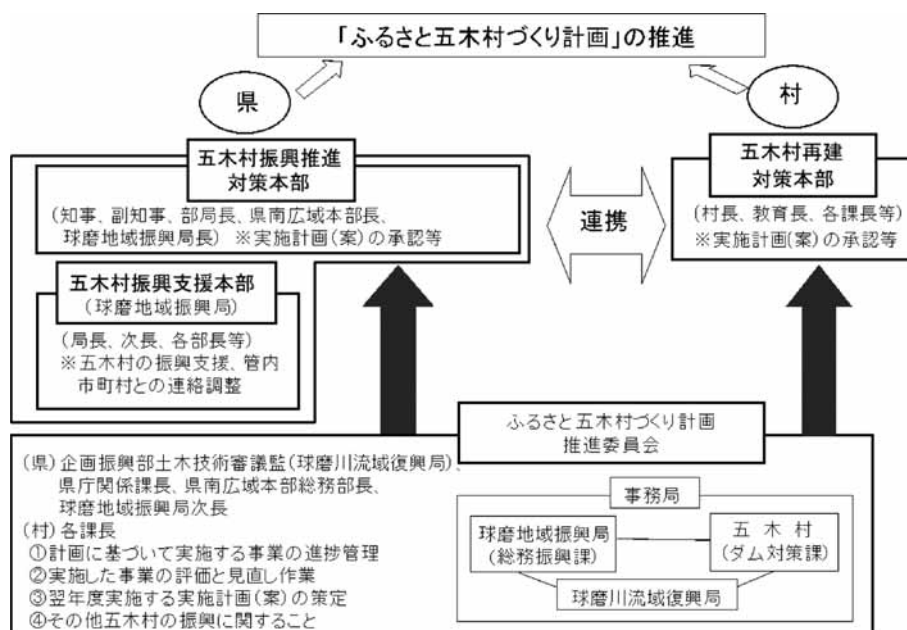 「ふるさと五木村づくり計画」の推進
県
村
五木村振興推進
対策本部
(知事、副知事、部局長、県南広域本部長、
球磨地域振興局長) ※実施計画(案)の承認等
連携
五木村再建
対策本部
(村長、教育長、各課長等)
※実施計画(案)の承認等
五木村振興支援本部
(球磨地域振興局)
(局長、次長、各部長等)
※五木村の振興支援、管内
市町村との連絡調整
ふるさと五木村づくり計画
推進委員会
(県)企画振興部土木技術審議監(球磨川流域復興局)、
県庁関係課長、県南広域本部総務部長、
球磨地域振興局次長
(村)各課長
①計画に基づいて実施する事業の進捗管理
②実施した事業の評価と見直し作業
③翌年度実施する実施計画(案)の策定
④その他五木村の振興に関すること
事務局
球磨地域振興局
(総務振興課)
五木村
(ダム対策課)
球磨川流域復興局